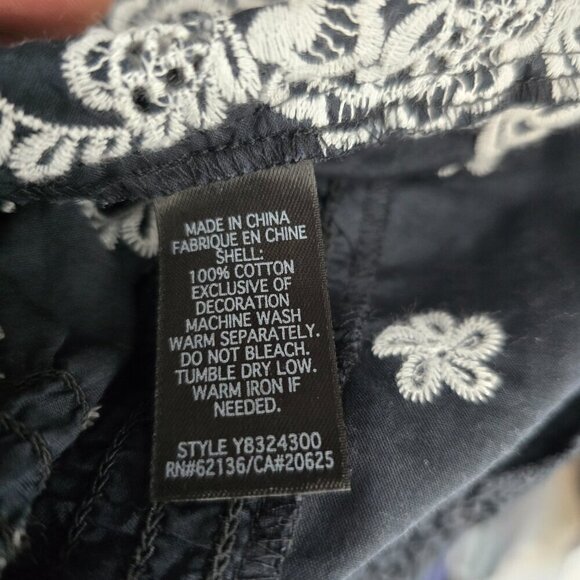 MADE IN CHINA
FABRIQUE EN CHINE
SHELL:
100% COTTON
EXCLUSIVE OF
DECORATION
MACHINE WASH
WARM SEPARATELY.
DO NOT BLEACH.
TUMBLE DRY LOW.
WARM IRON IF
NEEDED.
STYLE Y8324300
RN#62136/CA#20625